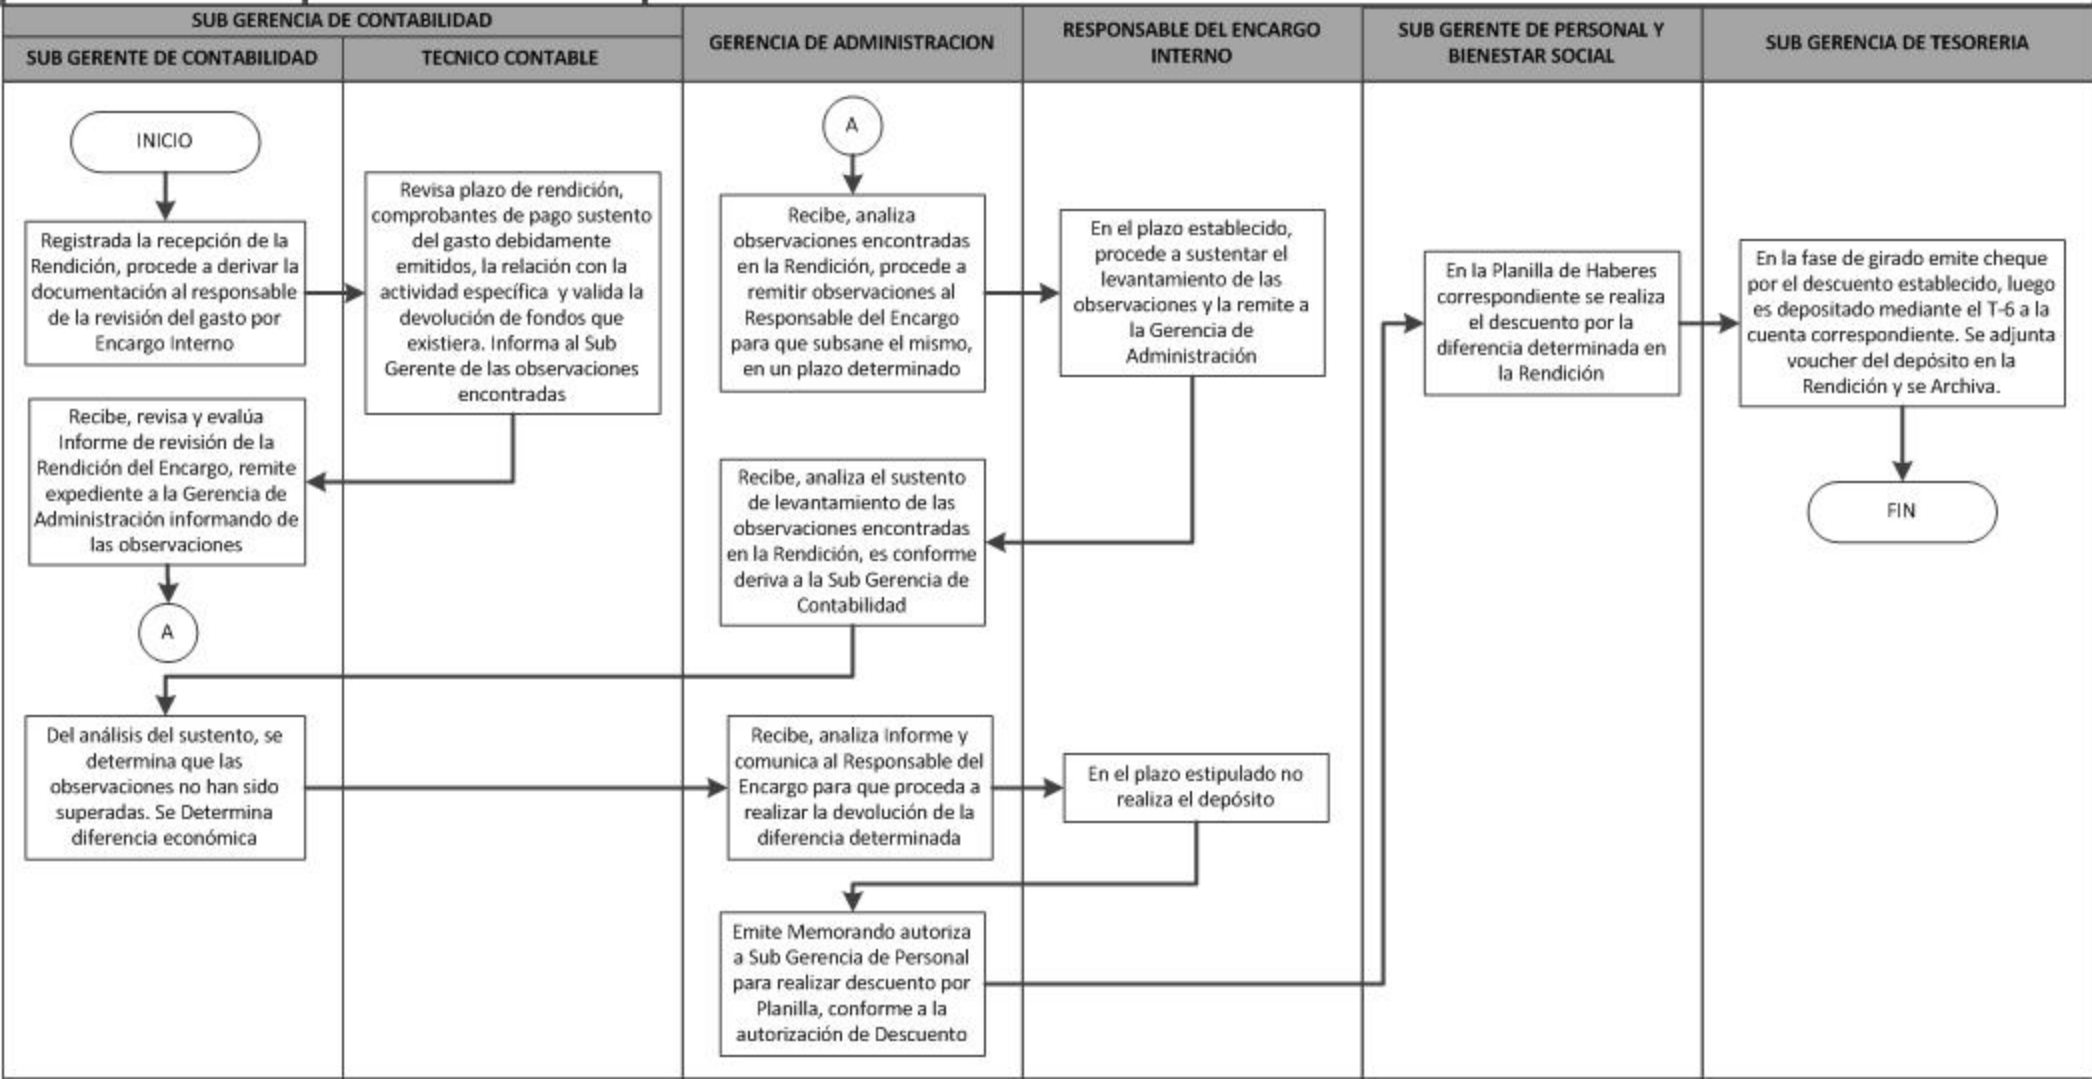 SUB GERENCIA DE CONTABILIDAD
SUB GERENTE DE CONTABILIDAD
TECNICO CONTABLE
GERENCIA DE ADMINISTRACION
RESPONSABLE DEL ENCARGO
INTERNO
SUB GERENTE DE PERSONAL Y
BIENESTAR SOCIAL
SUB GERENCIA DE TESORERIA
INICIO
Registrada la recepción de la
Rendición, procede a derivar la
documentación al responsable
de la revisión del gasto por
Encargo Interno
Revisa plazo de rendición,
comprobantes de pago sustento
del gasto debidamente
emitidos, la relación con la
actividad específica y valida la
devolución de fondos que
existiera. Informa al Sub
Gerente de las observaciones
encontradas
Recibe, revisa y evalúa
Informe de revisión de la
Rendición del Encargo, remite
expediente a la Gerencia de
Administración informando de
las observaciones
A
A
Recibe, analiza
observaciones encontradas
en la Rendición, procede a
remitir observaciones al
Responsable del Encargo
para que subsane el mismo,
en un plazo determinado
En el plazo establecido,
procede a sustentar el
levantamiento de las
observaciones y la remite a
la Gerencia de
Administración
Recibe, analiza el sustento
de levantamiento de las
observaciones encontradas
en la Rendición, es conforme
deriva a la Sub Gerencia de
Contabilidad
Del análisis del sustento, se
determina que las
observaciones no han sido
superadas. Se Determina
diferencia económica
Recibe, analiza Informe y
comunica al Responsable del
Encargo para que proceda a
realizar la devolución de la
diferencia determinada
En el plazo estipulado no
realiza el depósito
Emite Memorando autoriza
a Sub Gerencia de Personal
para realizar descuento por
Planilla, conforme a la
autorización de Descuento
En la Planilla de Haberes
correspondiente se realiza
el descuento por la
diferencia determinada en
la Rendición
En la fase de girado emite cheque
por el descuento establecido, luego
es depositado mediante el T-6 a la
cuenta correspondiente. Se adjunta
voucher del depósito en la
Rendición y se Archiva.
FIN